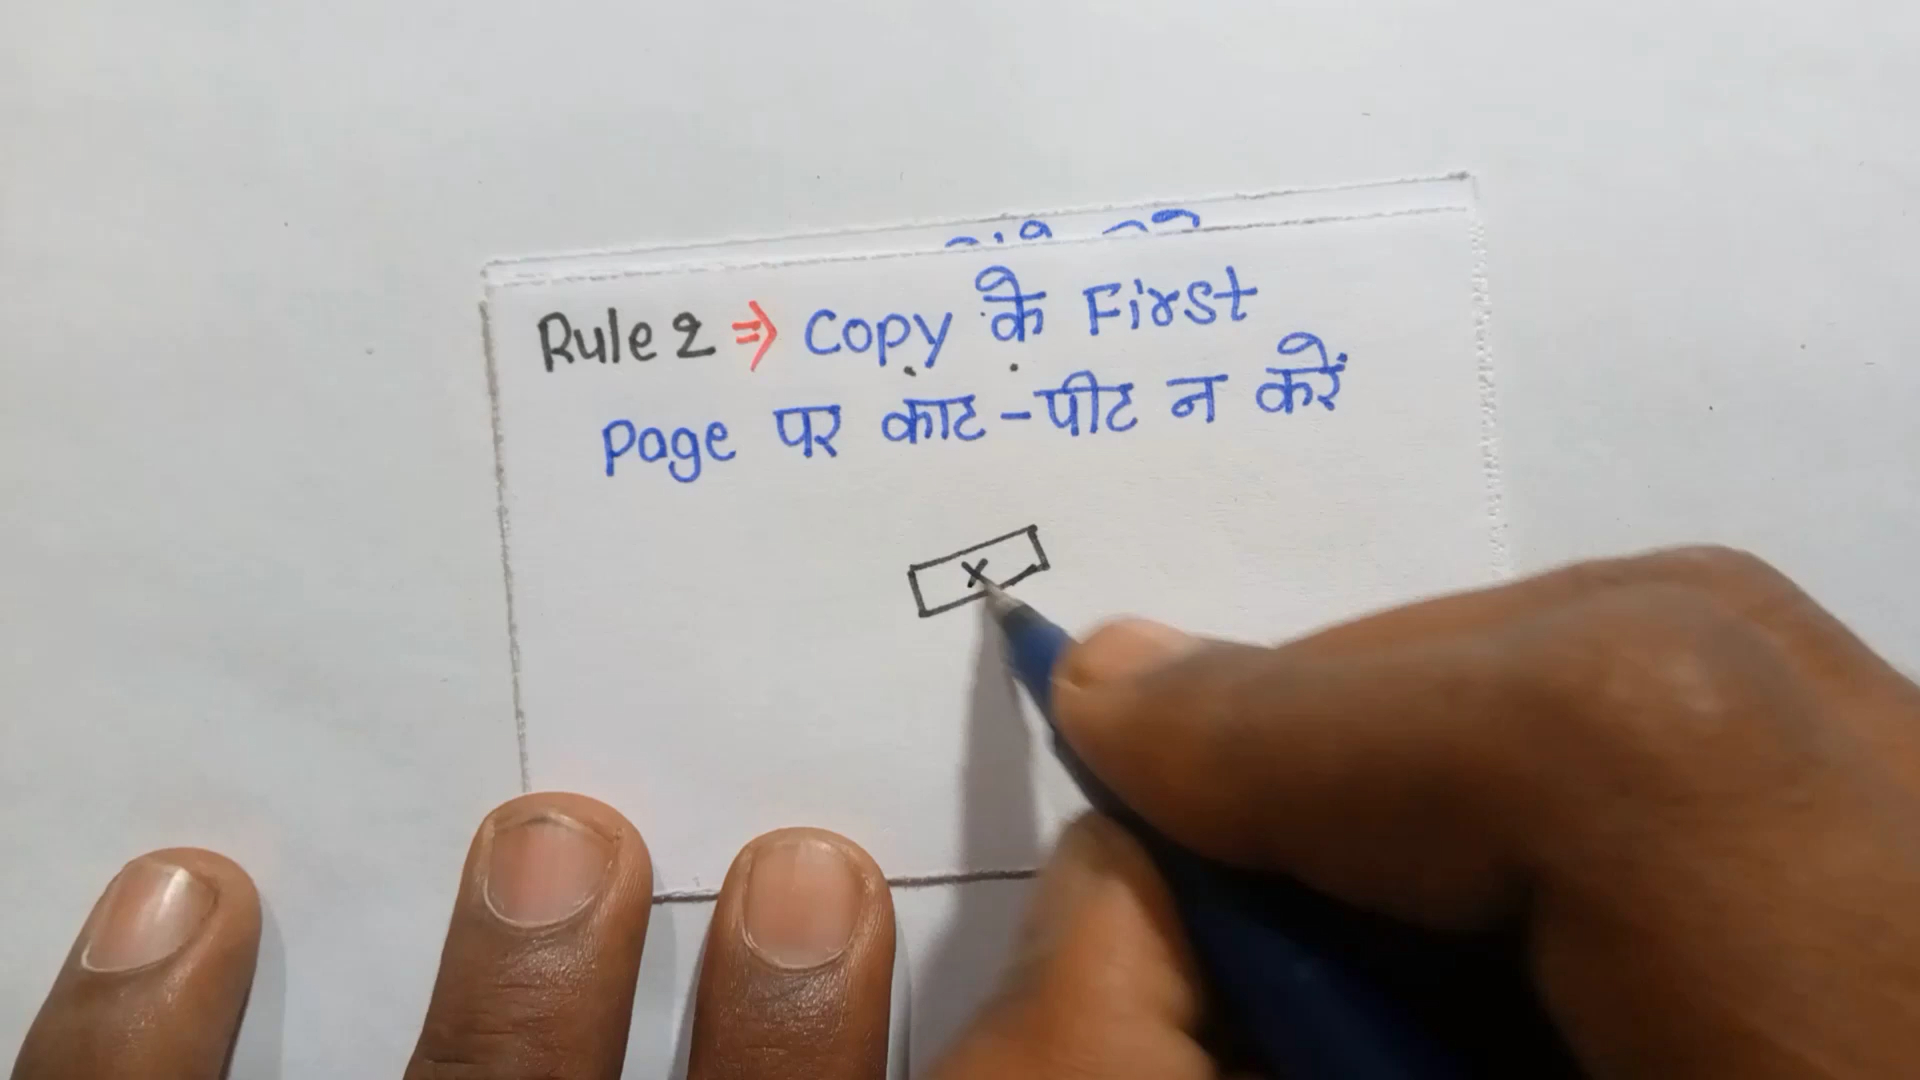 Rule 2 ⇒ Copy के First
Page पर काट-पीट न करें
x